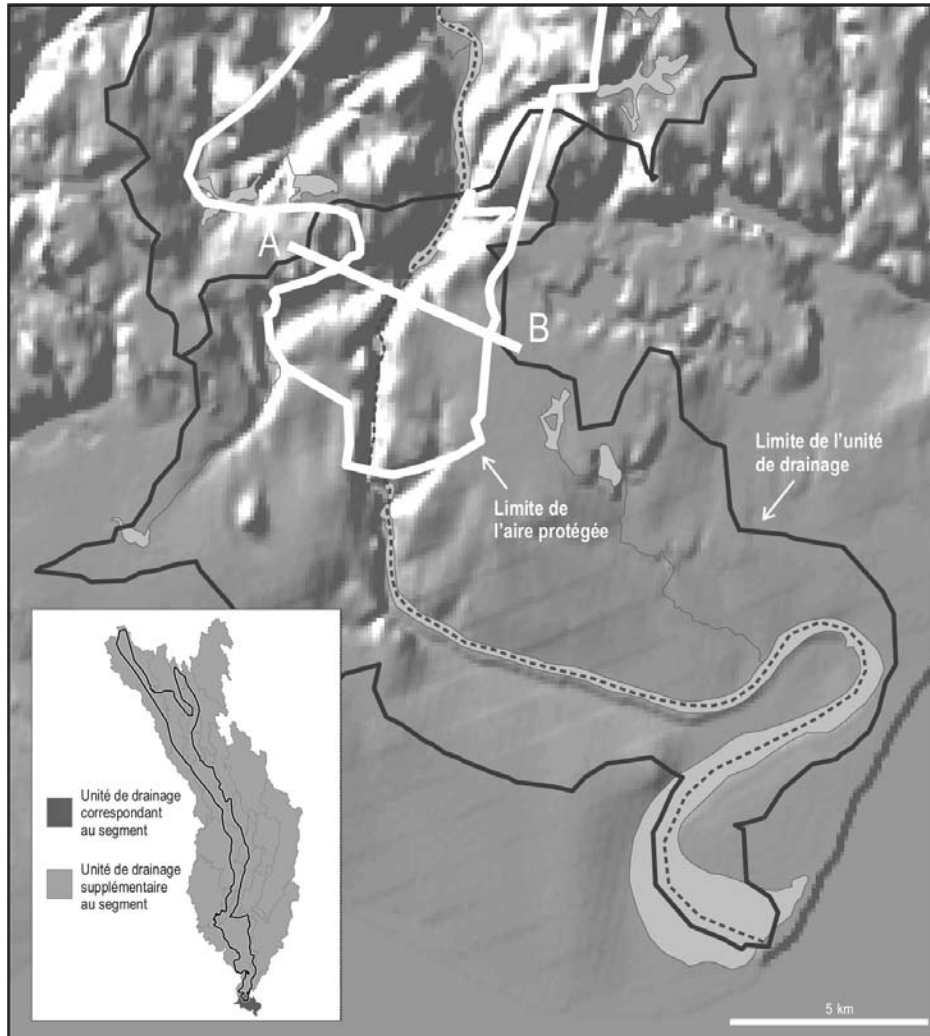 A
B
Limite de l'unité
de drainage
Limite de
l'aire protégée
Unité de drainage
correspondant
au segment
Unité de drainage
supplémentaire
au segment
5 km